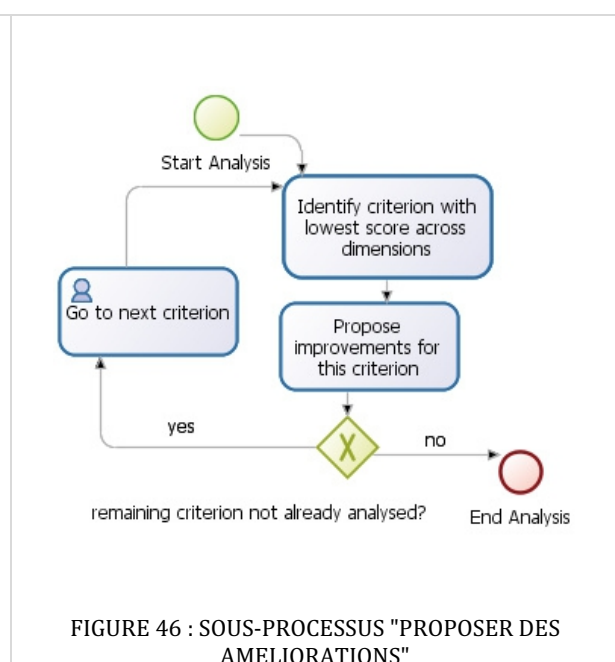 Start Analysis
Identify criterion with
lowest score across
dimensions
Go to next criterion
Propose
improvements for
this criterion
yes
no
remaining criterion not already analysed?
End Analysis
FIGURE 46 : SOUS-PROCESSUS "PROPOSER DES
AMELIORATIONS"